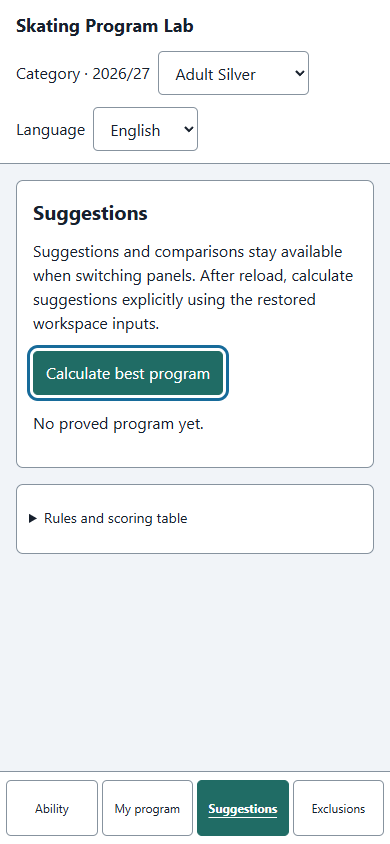 Skating Program Lab
Category · 2026/27 Adult Silver
Language English
Suggestions
Suggestions and comparisons stay available
when switching panels. After reload, calculate
suggestions explicitly using the restored
workspace inputs.
Calculate best program
No proved program yet.
Rules and scoring table
Ability My program Suggestions Exclusions